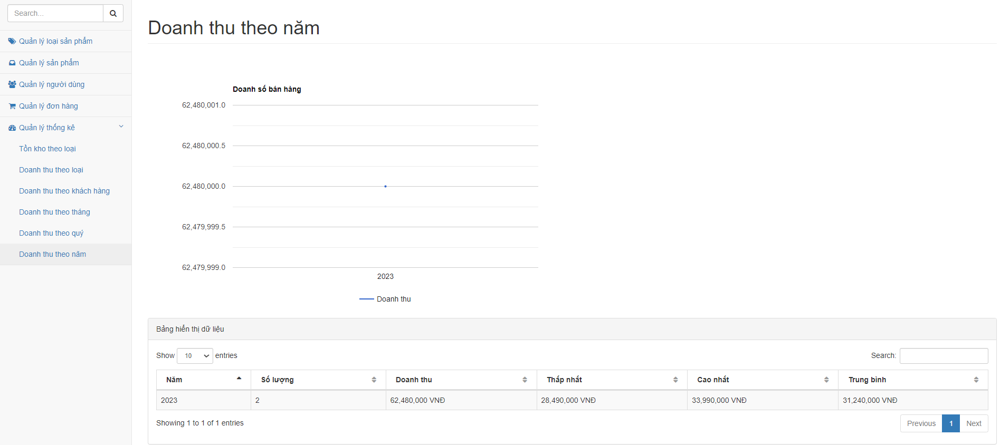 Search...
Quản lý loại sản phẩm
Quản lý sản phẩm
Quản lý người dùng
Quản lý đơn hàng
Quản lý thống kê
Tồn kho theo loại
Doanh thu theo loại
Doanh thu theo khách hàng
Doanh thu theo tháng
Doanh thu theo quý
Doanh thu theo năm
Doanh thu theo năm
Doanh số bán hàng
62,480,001.0
62,480,000.5
62,480,000.0
62,479,999.5
62,479,999.0
2023
Doanh thu
Bảng hiển thị dữ liệu
Show 10 entries Search:
Năm Số lượng Doanh thu Thấp nhất Cao nhất Trung bình
2023 2 62,480,000 VNĐ 28,490,000 VNĐ 33,990,000 VNĐ 31,240,000 VNĐ
Showing 1 to 1 of 1 entries Previous 1 Next